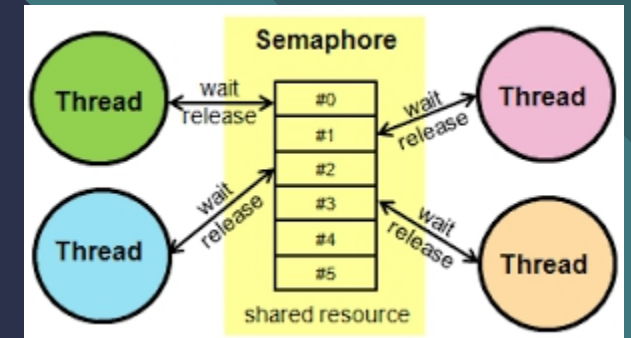 Semaphore
Thread
wait
release
#0
#1
#2
#3
#4
#5
wait
release
Thread
Thread
wait
release
wait
release
Thread
shared resource